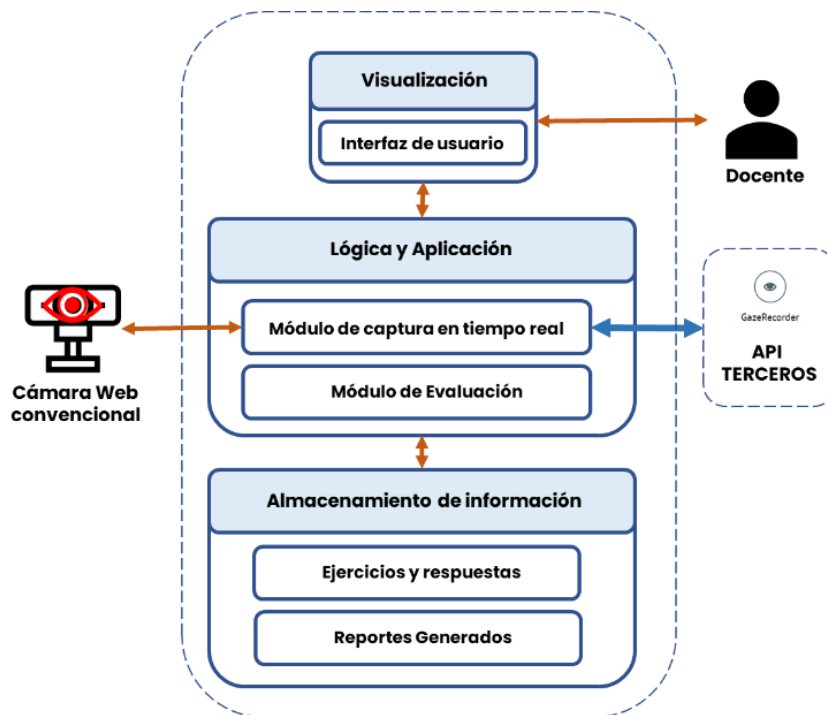 Visualización
Interfaz de usuario
Docente
Lógica y Aplicación
Módulo de captura en tiempo real
Módulo de Evaluación
Cámara Web
convencional
GazeRecorder
API
TERCEROS
Almacenamiento de información
Ejercicios y respuestas
Reportes Generados